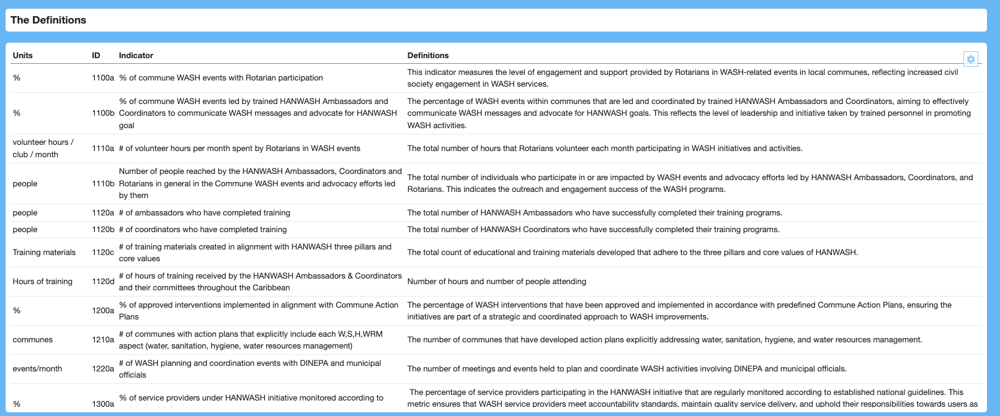 The Definitions
Units ID Indicator Definitions
% 1100a % of commune WASH events with Rotarian participation This indicator measures the level of engagement and support provided by Rotarians in WASH-related events in local communes, reflecting increased civil
society engagement in WASH services.
% 1100b % of commune WASH events led by trained HANWASH Ambassadors and
Coordinators to communicate WASH messages and advocate for HANWASH
goal
The percentage of WASH events within communes that are led and coordinated by trained HANWASH Ambassadors and Coordinators, aiming to effectively
communicate WASH messages and advocate for HANWASH goals. This reflects the level of leadership and initiative taken by trained personnel in promoting
WASH activities.
volunteer hours /
club / month
1110a # of volunteer hours per month spent by Rotarians in WASH events The total number of hours that Rotarians volunteer each month participating in WASH initiatives and activities.
people 1110b Number of people reached by the HANWASH Ambassadors, Coordinators and
Rotarians in general in the Commune WASH events and advocacy efforts led
by them
The total number of individuals who participate in or are impacted by WASH events and advocacy efforts led by HANWASH Ambassadors, Coordinators, and
Rotarians. This indicates the outreach and engagement success of the WASH programs.
people 1120a # of ambassadors who have completed training The total number of HANWASH Ambassadors who have successfully completed their training programs.
people 1120b # of coordinators who have completed training The total number of HANWASH Coordinators who have successfully completed their training programs.
Training materials 1120c # of training materials created in alignment with HANWASH three pillars and
core values
The total count of educational and training materials developed that adhere to the three pillars and core values of HANWASH.
Hours of training 1120d # of hours of training received by the HANWASH Ambassadors & Coordinators
and their committees throughout the Caribbean
Number of hours and number of people attending
% 1200a % of approved interventions implemented in alignment with Commune Action
Plans
The percentage of WASH interventions that have been approved and implemented in accordance with predefined Commune Action Plans, ensuring the
initiatives are part of a strategic and coordinated approach to WASH improvements.
communes 1210a # of communes with action plans that explicitly include each W,S,H,WRM
aspect (water, sanitation, hygiene, water resources management)
The number of communes that have developed action plans explicitly addressing water, sanitation, hygiene, and water resources management.
events/month 1220a # of WASH planning and coordination events with DINEPA and municipal
officials
The number of meetings and events held to plan and coordinate WASH activities involving DINEPA and municipal officials.
% 1300a % of service providers under HANWASH initiative monitored according to
The percentage of service providers participating in the HANWASH initiative that are regularly monitored according to established national guidelines. This
metric ensures that WASH service providers meet accountability standards, maintain quality service delivery, and uphold their responsibilities towards users as